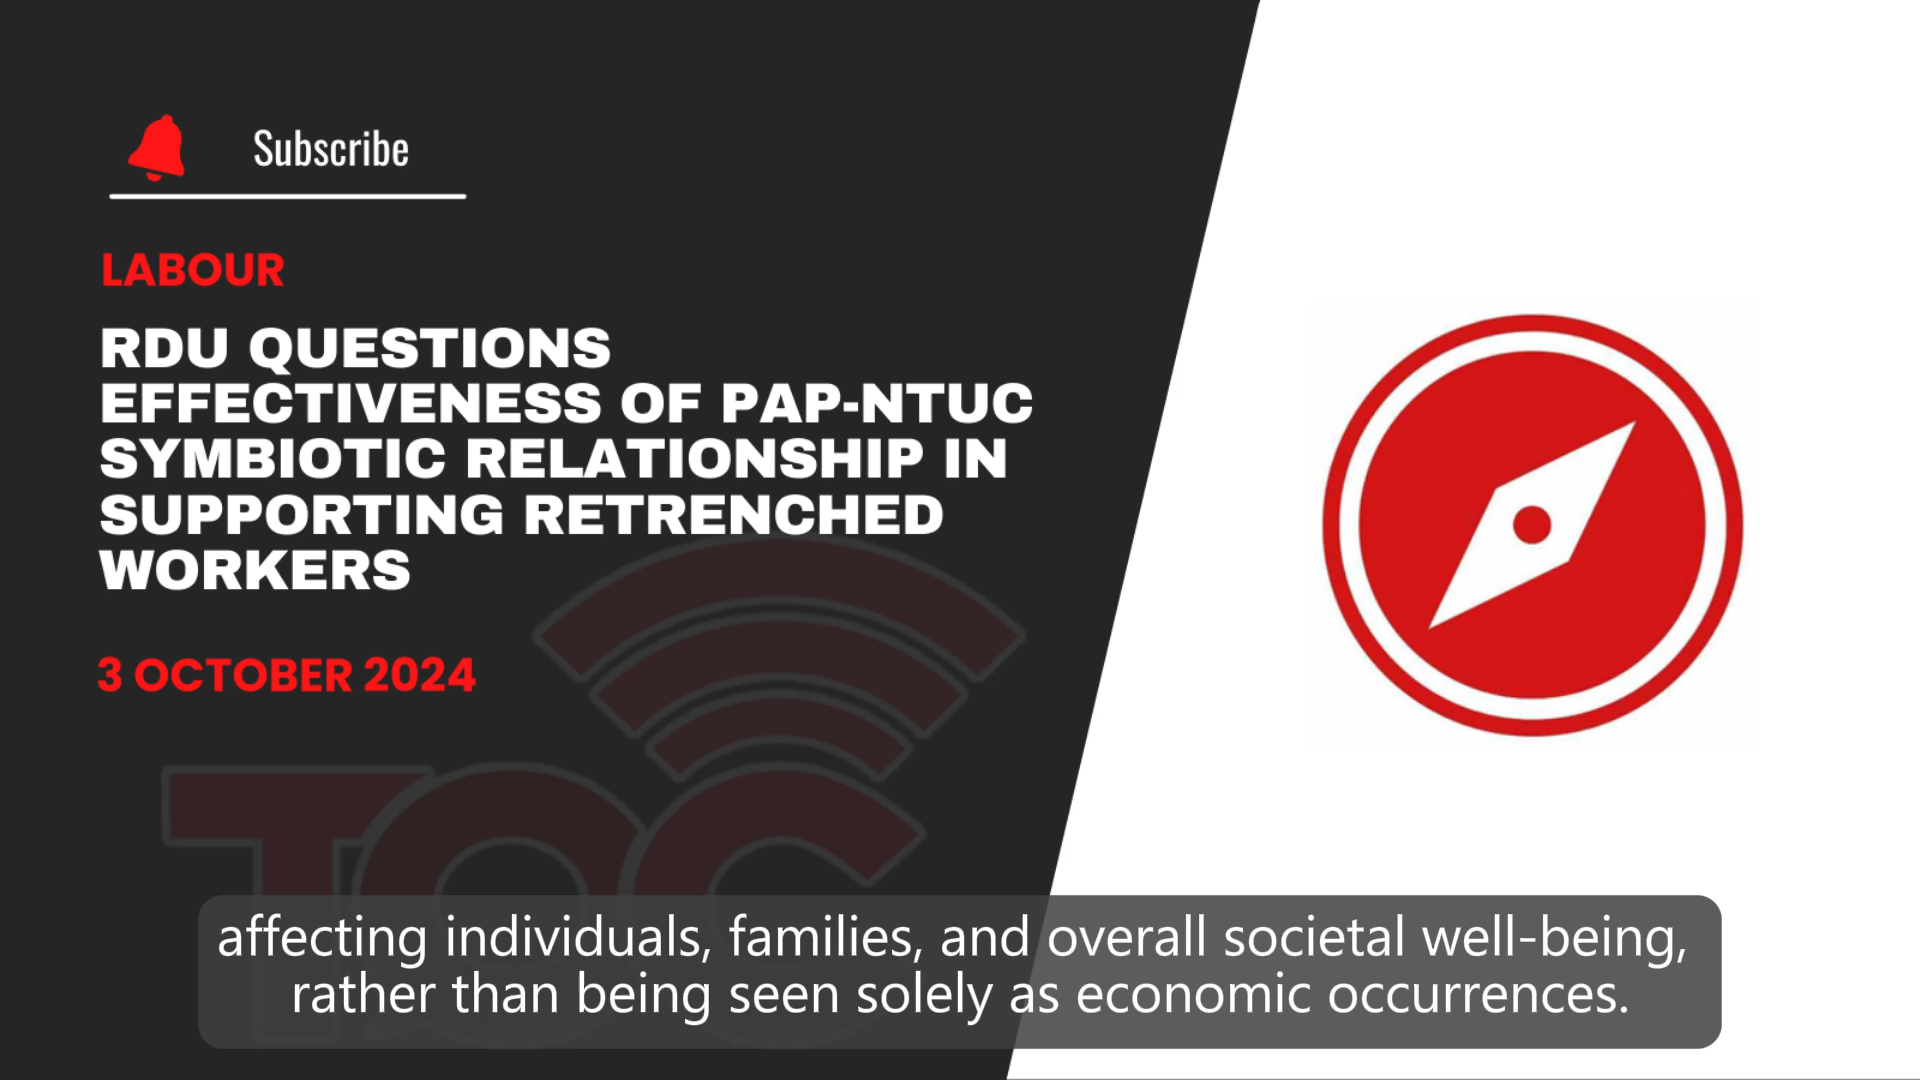 Subscribe
LABOUR
RDU QUESTIONS
EFFECTIVENESS OF PAP-NTUC
SYMBIOTIC RELATIONSHIP IN
SUPPORTING RETRENCHED
WORKERS
3 OCTOBER 2024
TOC
affecting individuals, families, and overall societal well-being,
rather than being seen solely as economic occurrences.